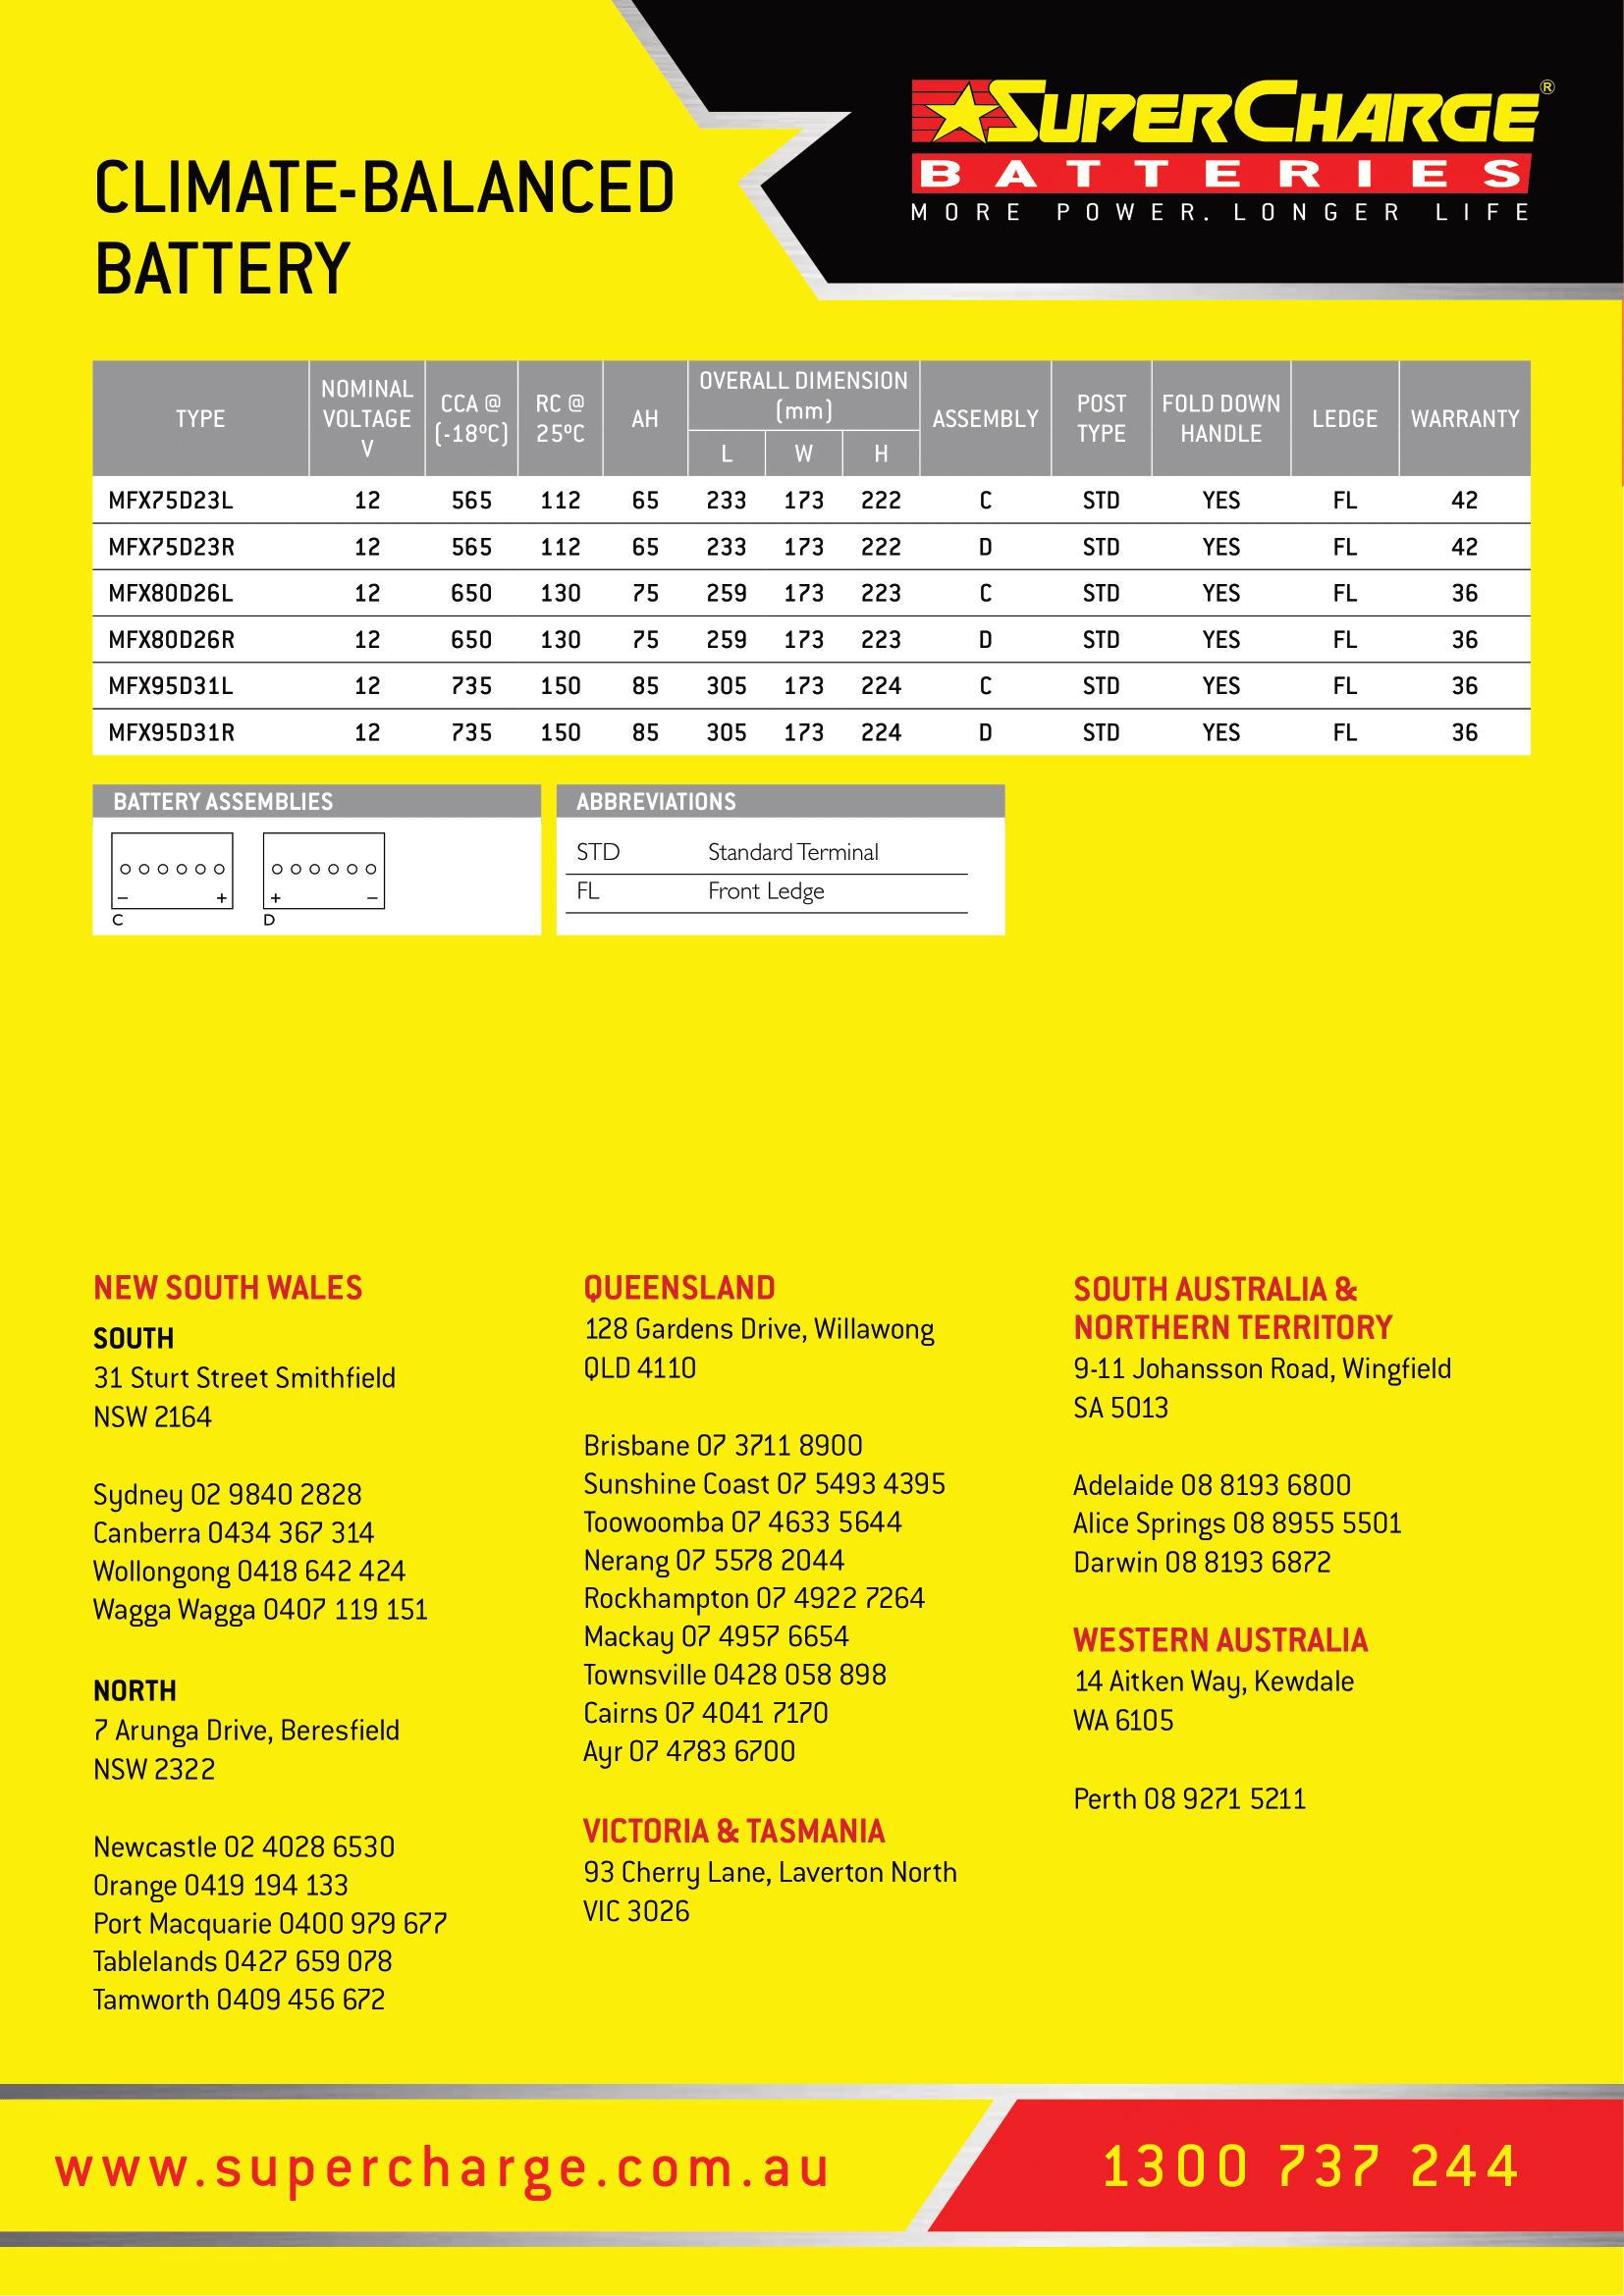 SUPERCHARGE®
BATTERIES
MORE POWER. LONGER LIFE
CLIMATE-BALANCED
BATTERY
TYPE NOMINAL VOLTAGE V CCA @ (-18ºC) RC @ 25ºC AH OVERALL DIMENSION (mm) L W H ASSEMBLY POST TYPE FOLD DOWN HANDLE LEDGE WARRANTY
MFX75D23L 12 565 112 65 233 173 222 C STD YES FL 42
MFX75D23R 12 565 112 65 233 173 222 D STD YES FL 42
MFX80D26L 12 650 130 75 259 173 223 C STD YES FL 36
MFX80D26R 12 650 130 75 259 173 223 D STD YES FL 36
MFX95D31L 12 735 150 85 305 173 224 C STD YES FL 36
MFX95D31R 12 735 150 85 305 173 224 D STD YES FL 36
BATTERY ASSEMBLIES
– + + –
C D
ABBREVIATIONS
STD Standard Terminal
FL Front Ledge
NEW SOUTH WALES
SOUTH
31 Sturt Street Smithfield
NSW 2164
Sydney 02 9840 2828
Canberra 0434 367 314
Wollongong 0418 642 424
Wagga Wagga 0407 119 151
NORTH
7 Arunga Drive, Beresfield
NSW 2322
Newcastle 02 4028 6530
Orange 0419 194 133
Port Macquarie 0400 979 677
Tablelands 0427 659 078
Tamworth 0409 456 672
QUEENSLAND
128 Gardens Drive, Willawong
QLD 4110
Brisbane 07 3711 8900
Sunshine Coast 07 5493 4395
Toowoomba 07 4633 5644
Nerang 07 5578 2044
Rockhampton 07 4922 7264
Mackay 07 4957 6654
Townsville 0428 058 898
Cairns 07 4041 7170
Ayr 07 4783 6700
VICTORIA & TASMANIA
93 Cherry Lane, Laverton North
VIC 3026
SOUTH AUSTRALIA &
NORTHERN TERRITORY
9-11 Johansson Road, Wingfield
SA 5013
Adelaide 08 8193 6800
Alice Springs 08 8955 5501
Darwin 08 8193 6872
WESTERN AUSTRALIA
14 Aitken Way, Kewdale
WA 6105
Perth 08 9271 5211
www.supercharge.com.au
1300 737 244